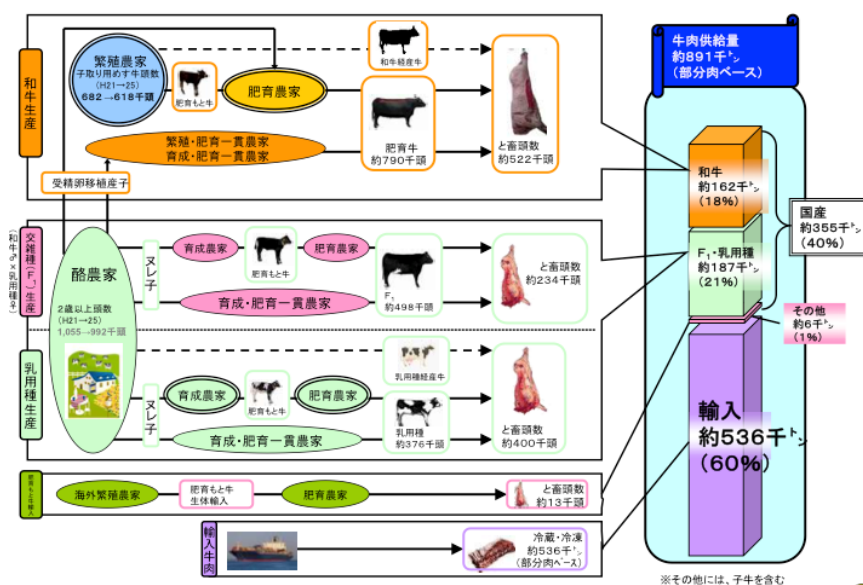 和牛生産
繁殖農家
子取り用めす牛頭数
(H21→25)
682→618千頭
肥育もと牛
肥育農家
和牛経産牛
肥育牛
約790千頭
と畜頭数
約522千頭
繁殖・肥育一貫農家
育成・肥育一貫農家
受精卵移植産子
交雑種(F₁)生産
(和牛♂×乳用種♀)
酪農家
2歳以上頭数
(H21→25)
1,055→992千頭
ヌレ子
育成農家
肥育もと牛
肥育農家
育成・肥育一貫農家
F₁
約498千頭
と畜頭数
約234千頭
乳用種生産
ヌレ子
育成農家
肥育もと牛
肥育農家
育成・肥育一貫農家
乳用種経産牛
乳用種
約376千頭
と畜頭数
約400千頭
肥育もと牛輸入
海外繁殖農家
肥育もと牛
生体輸入
肥育農家
と畜頭数
約13千頭
輸入牛肉
冷蔵・冷凍
約536千㌧
(部分肉ベース)
牛肉供給量
約891千㌧
(部分肉ベース)
和牛
約162千㌧
(18%)
F₁・乳用種
約187千㌧
(21%)
国産
約355千㌧
(40%)
その他
約6千㌧
(1%)
輸入
約536千㌧
(60%)
※その他には、子牛を含む